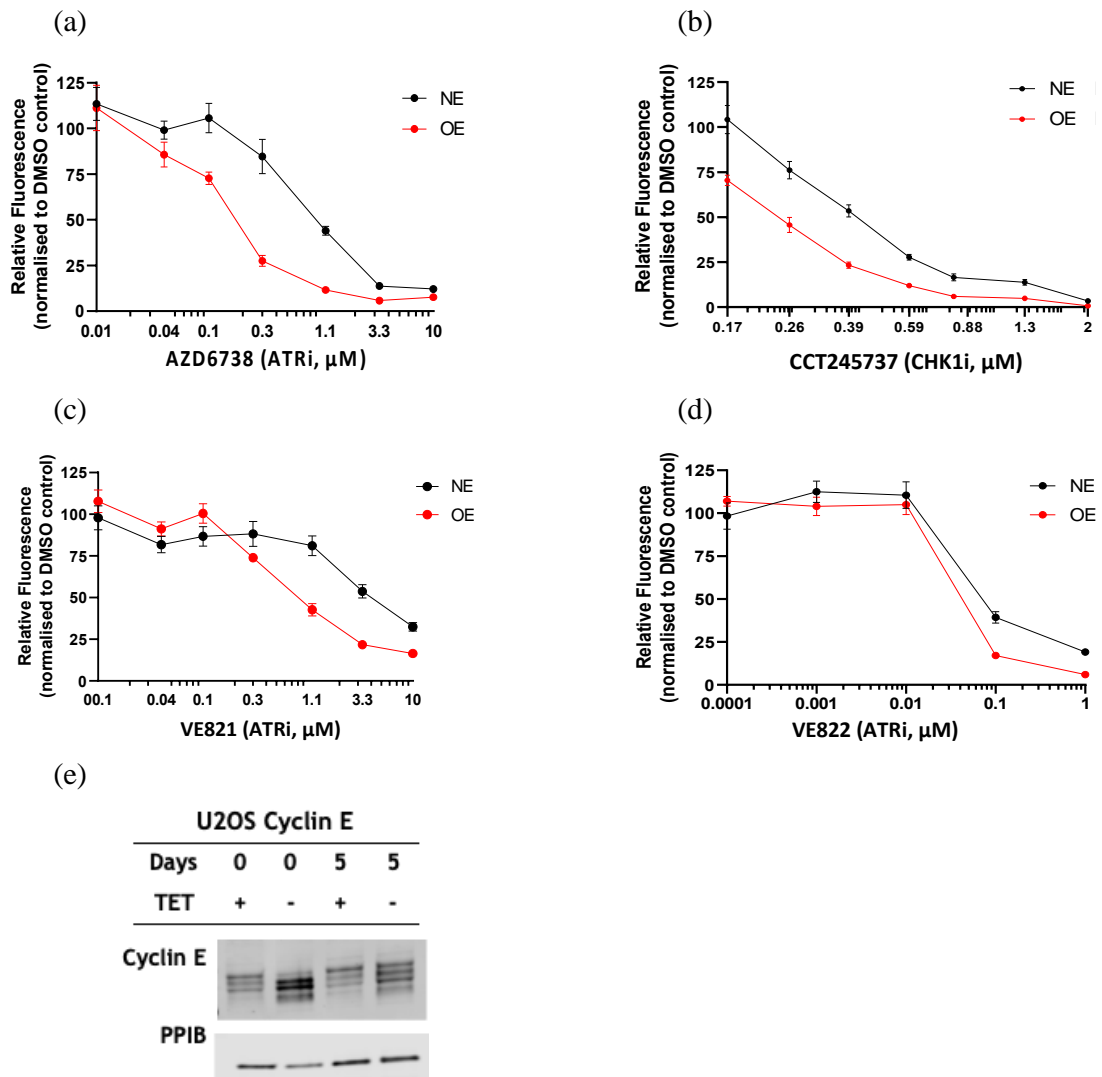 (a)
Relative Fluorescence
(normalised to DMSO control)
125
100
75
50
25
0
0.01 0.04 0.1 0.3 1.1 3.3 10
AZD6738 (ATRi, μM)
NE
OE
(b)
Relative Fluorescence
(normalised to DMSO control)
125
100
75
50
25
0
0.17 0.26 0.39 0.59 0.88 1.3 2
CCT245737 (CHK1i, μM)
NE
OE
(c)
Relative Fluorescence
(normalised to DMSO control)
125
100
75
50
25
0
00.1 0.04 0.1 0.3 1.1 3.3 10
VE821 (ATRi, μM)
NE
OE
(d)
Relative Fluorescence
(normalised to DMSO control)
125
100
75
50
25
0
0.0001 0.001 0.01 0.1 1
VE822 (ATRi, μM)
NE
OE
(e)
U2OS Cyclin E
Days 0 0 5 5
TET + - + -
Cyclin E
PPIB